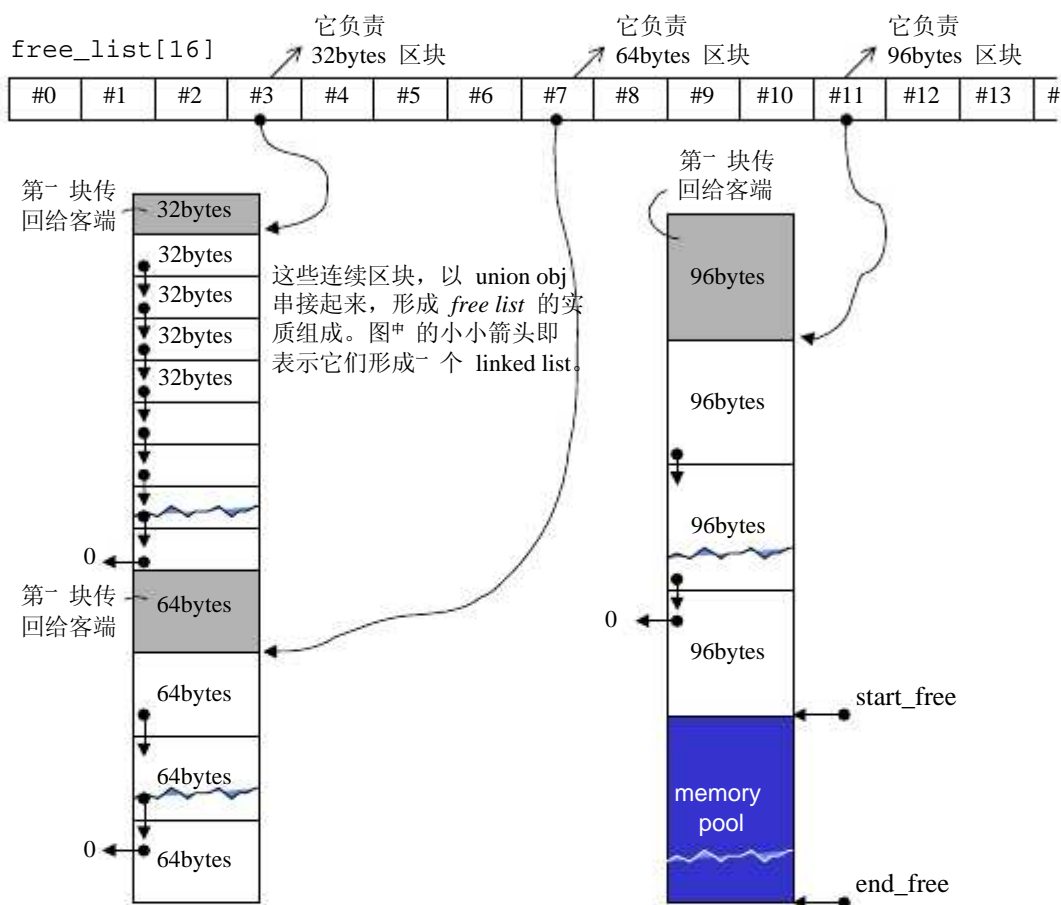 free_list[16]
它负责
32bytes 区块
它负责
64bytes 区块
它负责
96bytes 区块
#0 #1 #2 #3 #4 #5 #6 #7 #8 #9 #10 #11 #12 #13 #
第一 块传
回给客端
32bytes
32bytes
32bytes
32bytes
32bytes
0
这些连续区块，以 union obj
串接起来，形成 free list 的实
质组成。图中 的小小箭头即
表示它们形成一 个 linked list。
第一 块传
回给客端
64bytes
64bytes
64bytes
64bytes
0
第一 块传
回给客端
96bytes
96bytes
96bytes
96bytes
0
start_free
memory
pool
end_free